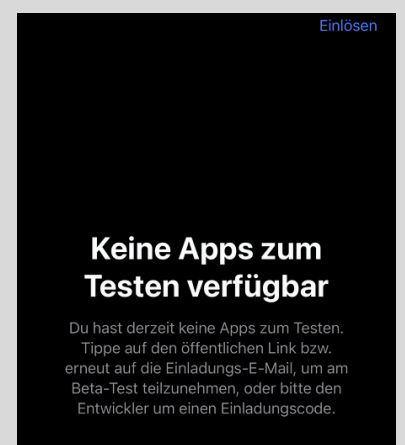 Einlösen
Keine Apps zum
Testen verfügbar
Du hast derzeit keine Apps zum Testen.
Tippe auf den öffentlichen Link bzw.
erneut auf die Einladungs-E-Mail, um am
Beta-Test teilzunehmen, oder bitte den
Entwickler um einen Einladungscode.